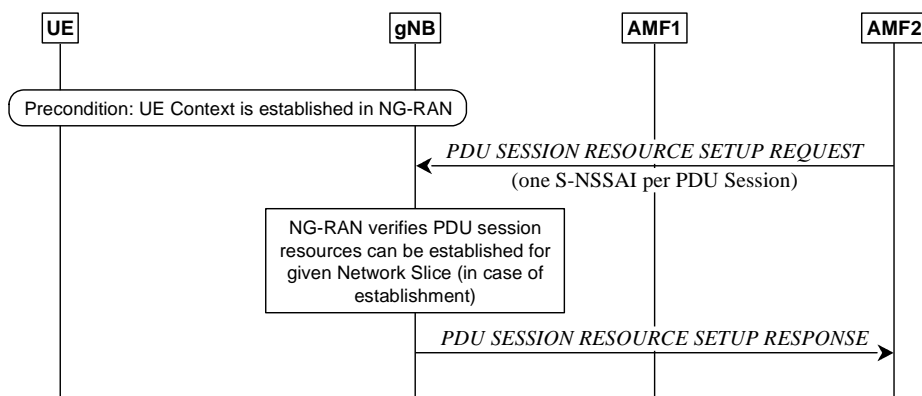 UE gNB AMF1 AMF2
Precondition: UE Context is established in NG-RAN
PDU SESSION RESOURCE SETUP REQUEST
(one S-NSSAI per PDU Session)
NG-RAN verifies PDU session
resources can be established for
given Network Slice (in case of
establishment)
PDU SESSION RESOURCE SETUP RESPONSE